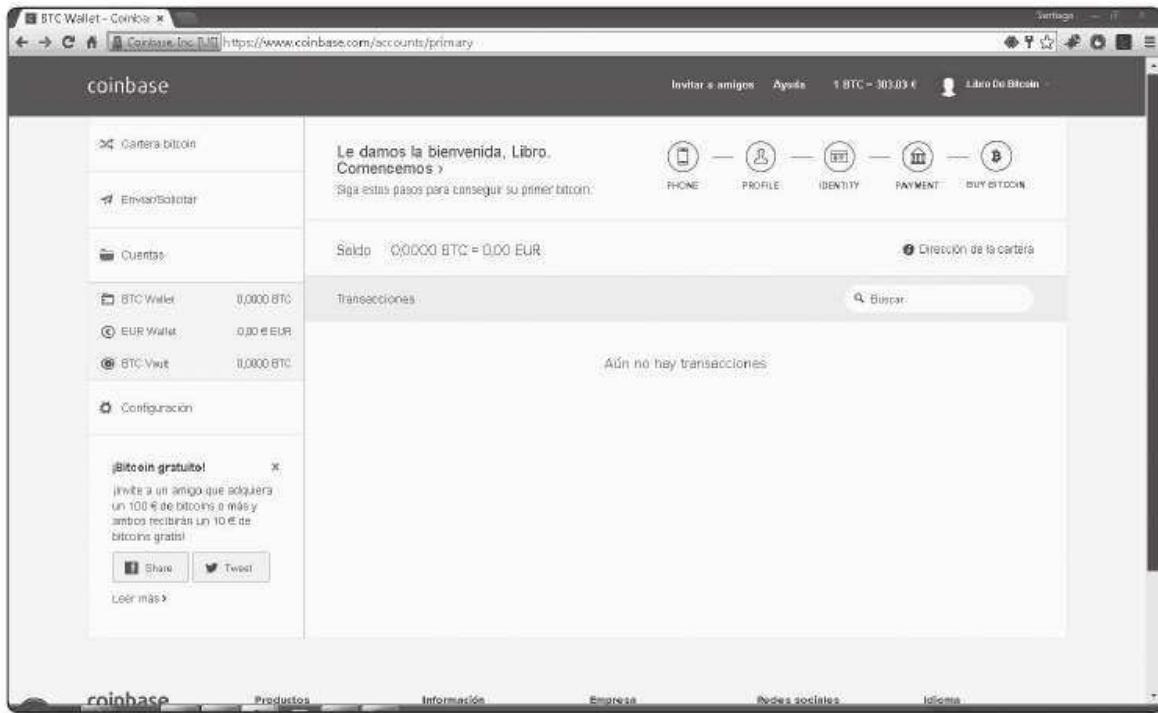 BTC Wallet - Coinbas
Santiago
Coinbase, Inc. [US] https://www.coinbase.com/accounts/primary
coinbase
Invitar a amigos Ayuda 1 BTC = 303,03 € Libro De Bitcoin
Cartera bitcoin
Enviar/Solicitar
Cuentas
BTC Wallet 0,0000 BTC
EUR Wallet 0,00 € EUR
BTC Vault 0,0000 BTC
Configuración
¡Bitcoin gratuito!
¡Invite a un amigo que adquiera
un 100 € de bitcoins o más y
ambos recibirán un 10 € de
bitcoins gratis!
Share Tweet
Leer más
Le damos la bienvenida, Libro.
Comencemos
Siga estos pasos para conseguir su primer bitcoin.
PHONE PROFILE IDENTITY PAYMENT BUY BITCOIN
Saldo 0,0000 BTC = 0,00 EUR
Dirección de la cartera
Transacciones
Buscar
Aún no hay transacciones
coinbase Productos Información Empresa Redes sociales Idioma